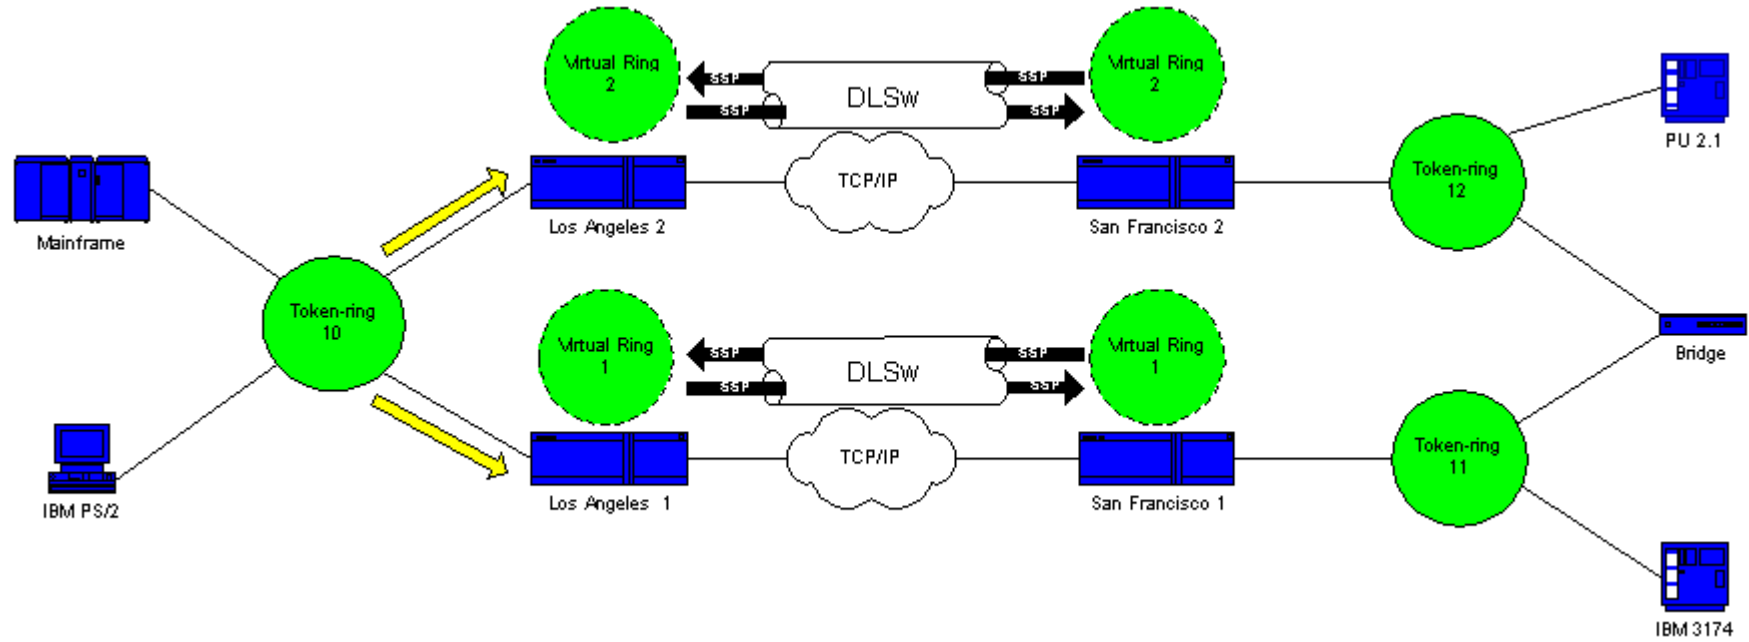 Virtual Ring
2
SSP
SSP
DLSw
SSP
SSP
Virtual Ring
2
PU 2.1
Mainframe
Los Angeles 2
TCP/IP
San Francisco 2
Token-ring
12
Token-ring
10
Virtual Ring
1
SSP
SSP
DLSw
SSP
SSP
Virtual Ring
1
Bridge
IBM PS/2
Los Angeles 1
TCP/IP
San Francisco 1
Token-ring
11
IBM 3174